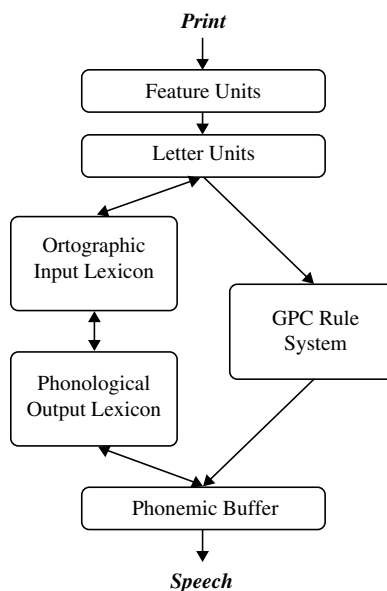 Print
Feature Units
Letter Units
Ortographic
Input Lexicon
GPC Rule
System
Phonological
Output Lexicon
Phonemic Buffer
Speech